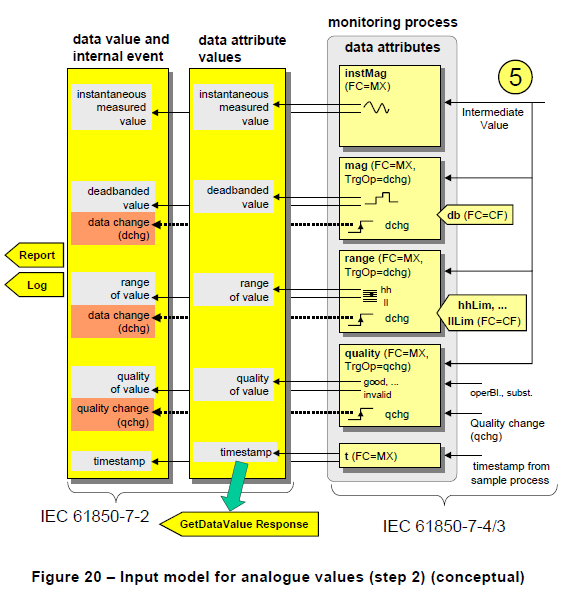 monitoring process
data value and
internal event
data attribute
values
data attributes
instantaneous
measured
value
instantaneous
measured
value
instMag
(FC=MX)
5
Intermediate
Value
deadbanded
value
data change
(dchg)
deadbanded
value
mag (FC=MX,
TrgOp=dchg)
dchg
db (FC=CF)
Report
Log
range
of value
data change
(dchg)
range
of value
range (FC=MX,
TrgOp=dchg)
hh
ll
dchg
hhLim, ...
llLim (FC=CF)
quality
of value
quality change
(qchg)
quality
of value
quality (FC=MX,
TrgOp=qchg)
good, ...
invalid
qchg
operBl., subst.
Quality change
(qchg)
timestamp
timestamp
t (FC=MX)
timestamp from
sample process
IEC 61850-7-2
GetDataValue Response
IEC 61850-7-4/3
Figure 20 – Input model for analogue values (step 2) (conceptual)